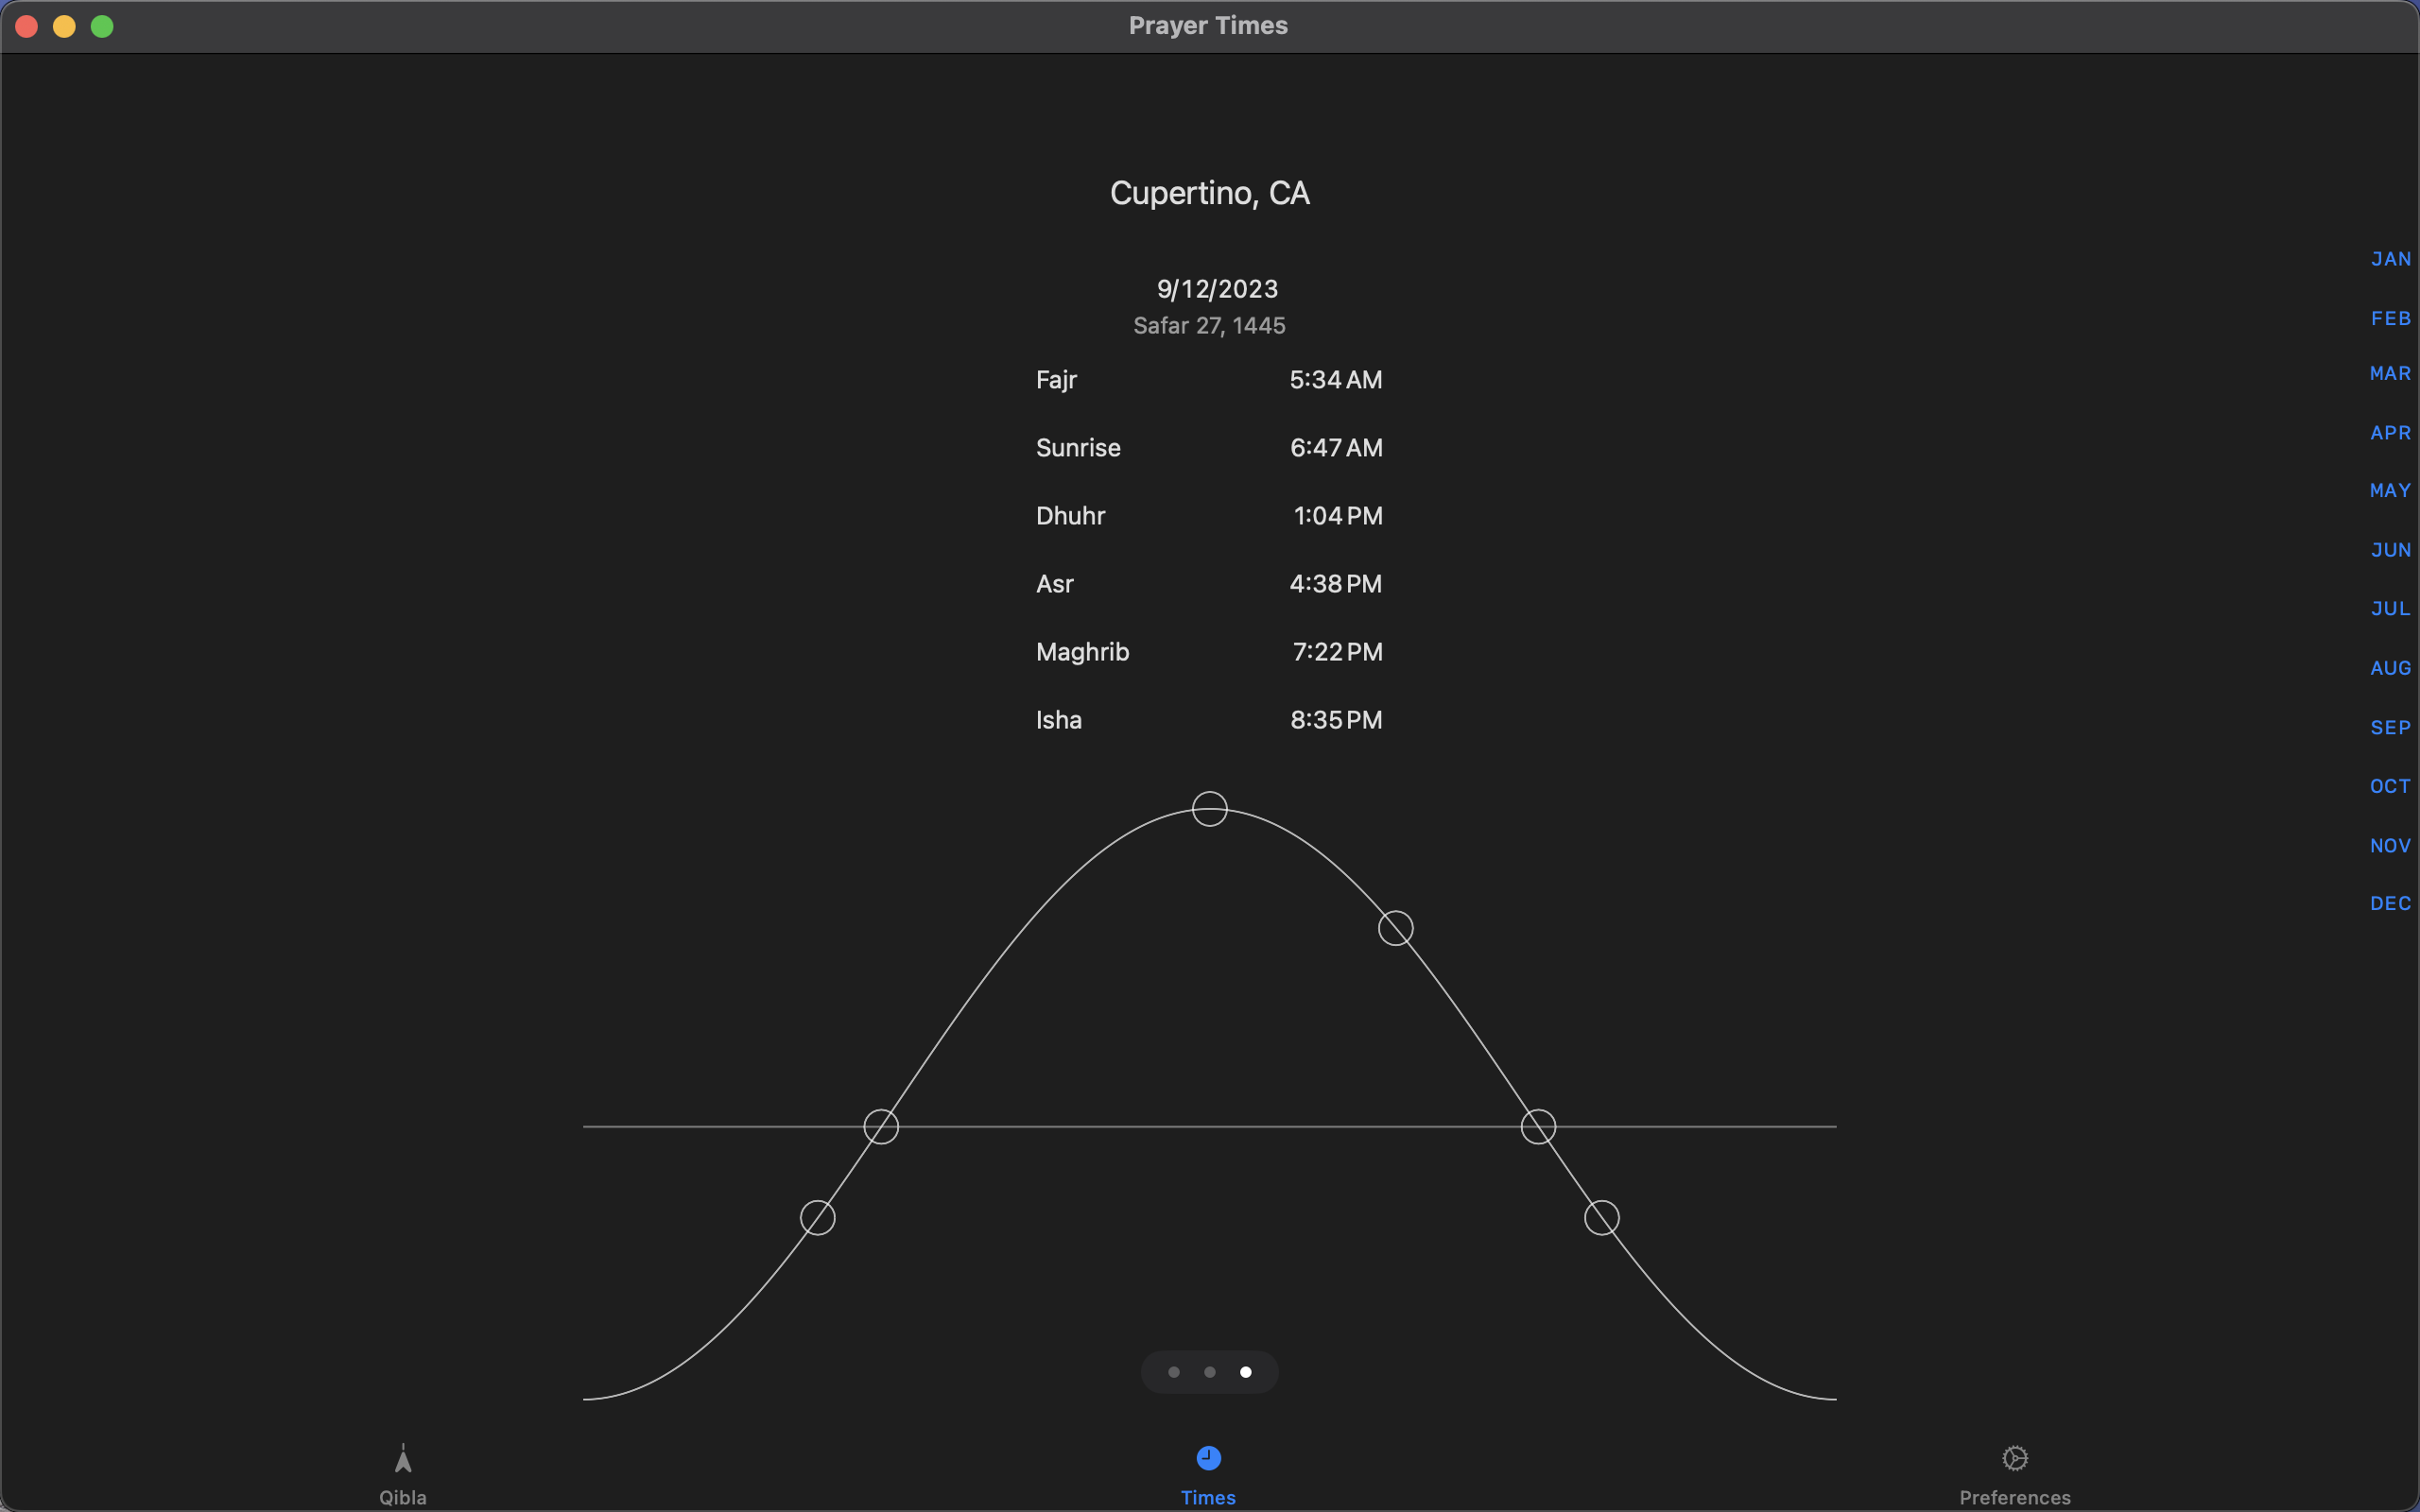 Prayer Times
Cupertino, CA
9/12/2023
Safar 27, 1445
Fajr 5:34 AM
Sunrise 6:47 AM
Dhuhr 1:04 PM
Asr 4:38 PM
Maghrib 7:22 PM
Isha 8:35 PM
JAN
FEB
MAR
APR
MAY
JUN
JUL
AUG
SEP
OCT
NOV
DEC
Qibla
Times
Preferences